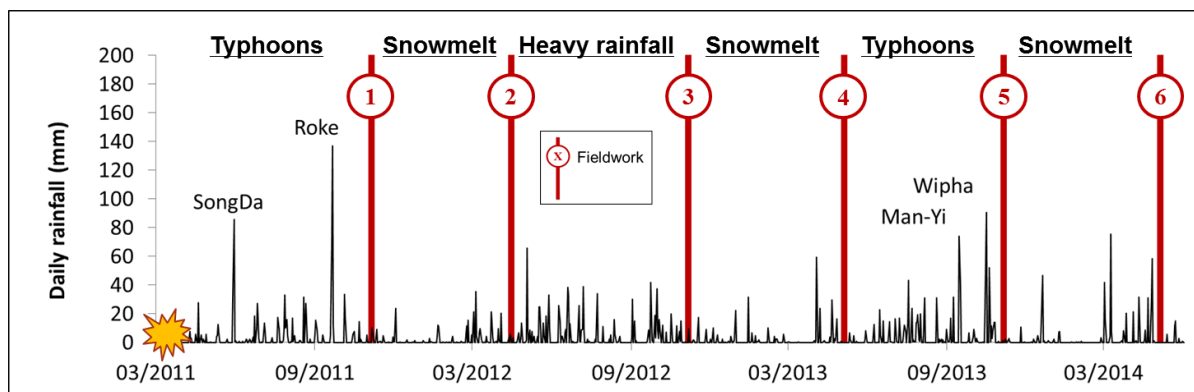 Typhoons Snowmelt Heavy rainfall Snowmelt Typhoons Snowmelt
200
180
160
140
120
100
80
60
40
20
0
Daily rainfall (mm)
1 2 3 4 5 6
Roke
SongDa
X Fieldwork
Wipha
Man-Yi
03/2011 09/2011 03/2012 09/2012 03/2013 09/2013 03/2014